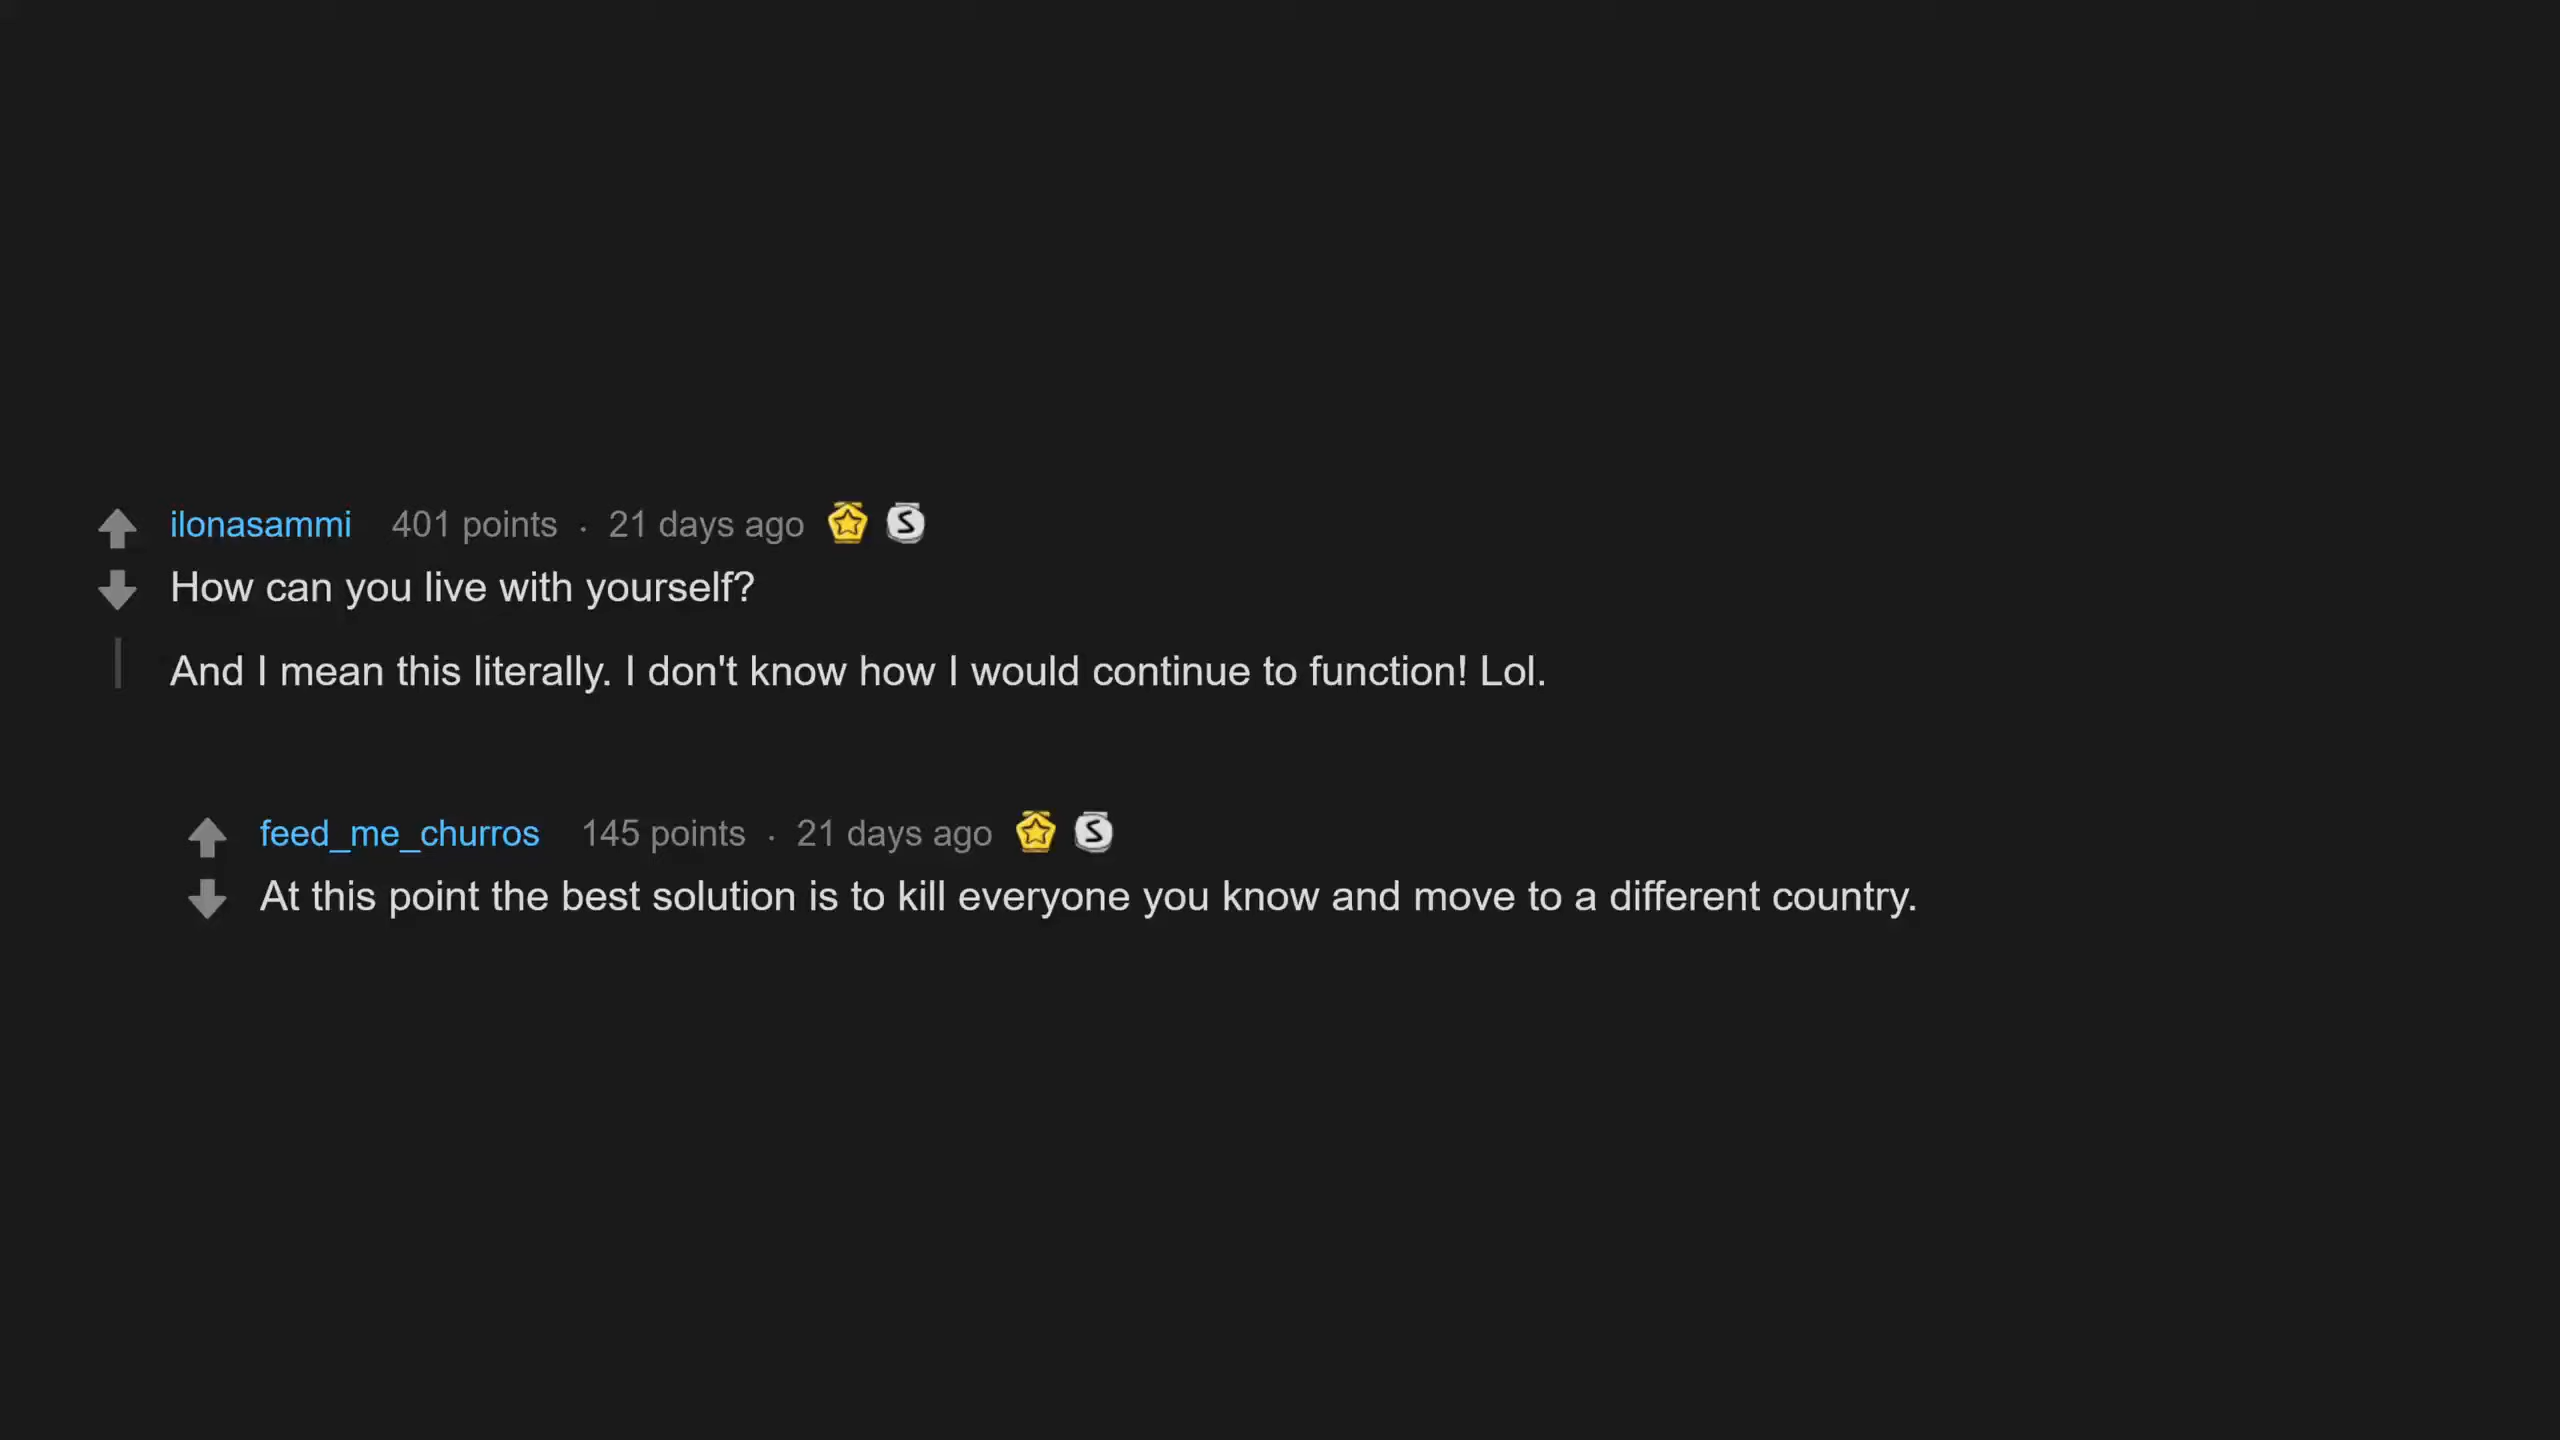 ilonasammi 401 points · 21 days ago S
How can you live with yourself?
And I mean this literally. I don't know how I would continue to function! Lol.
feed_me_churros 145 points · 21 days ago S
At this point the best solution is to kill everyone you know and move to a different country.